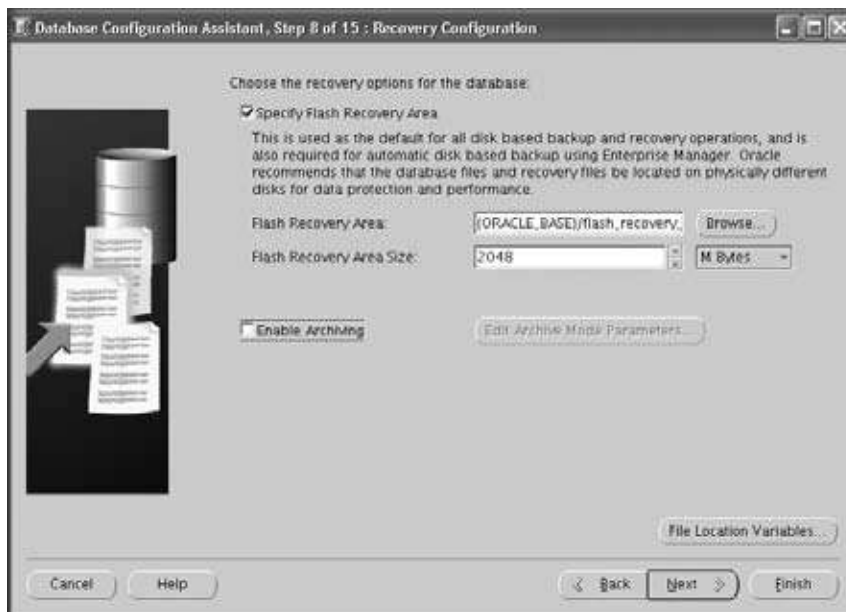 Database Configuration Assistant, Step 8 of 15 : Recovery Configuration
Choose the recovery options for the database:
Specify Flash Recovery Area
This is used as the default for all disk based backup and recovery operations, and is
also required for automatic disk based backup using Enterprise Manager. Oracle
recommends that the database files and recovery files be located on physically different
disks for data protection and performance.
Flash Recovery Area: {ORACLE_BASE}/flash_recovery_ Browse...
Flash Recovery Area Size: 2048 M Bytes
Enable Archiving Edit Archive Mode Parameters...
File Location Variables...
Cancel Help Back Next Finish